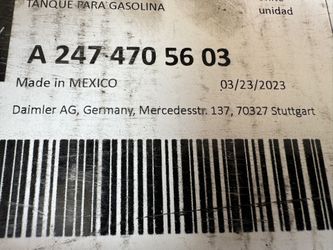 TANQUE PARA GASOLINA
unidad
A 247 470 56 03
Made in MEXICO 03/23/2023
Daimler AG, Germany, Mercedesstr. 137, 70327 Stuttgart